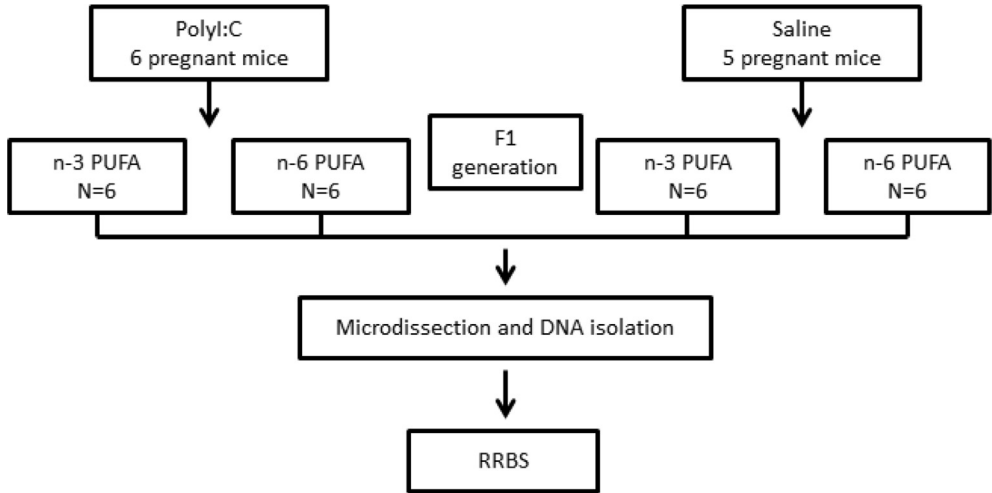 PolyI:C
6 pregnant mice
Saline
5 pregnant mice
n-3 PUFA
N=6
n-6 PUFA
N=6
F1
generation
n-3 PUFA
N=6
n-6 PUFA
N=6
Microdissection and DNA isolation
RRBS